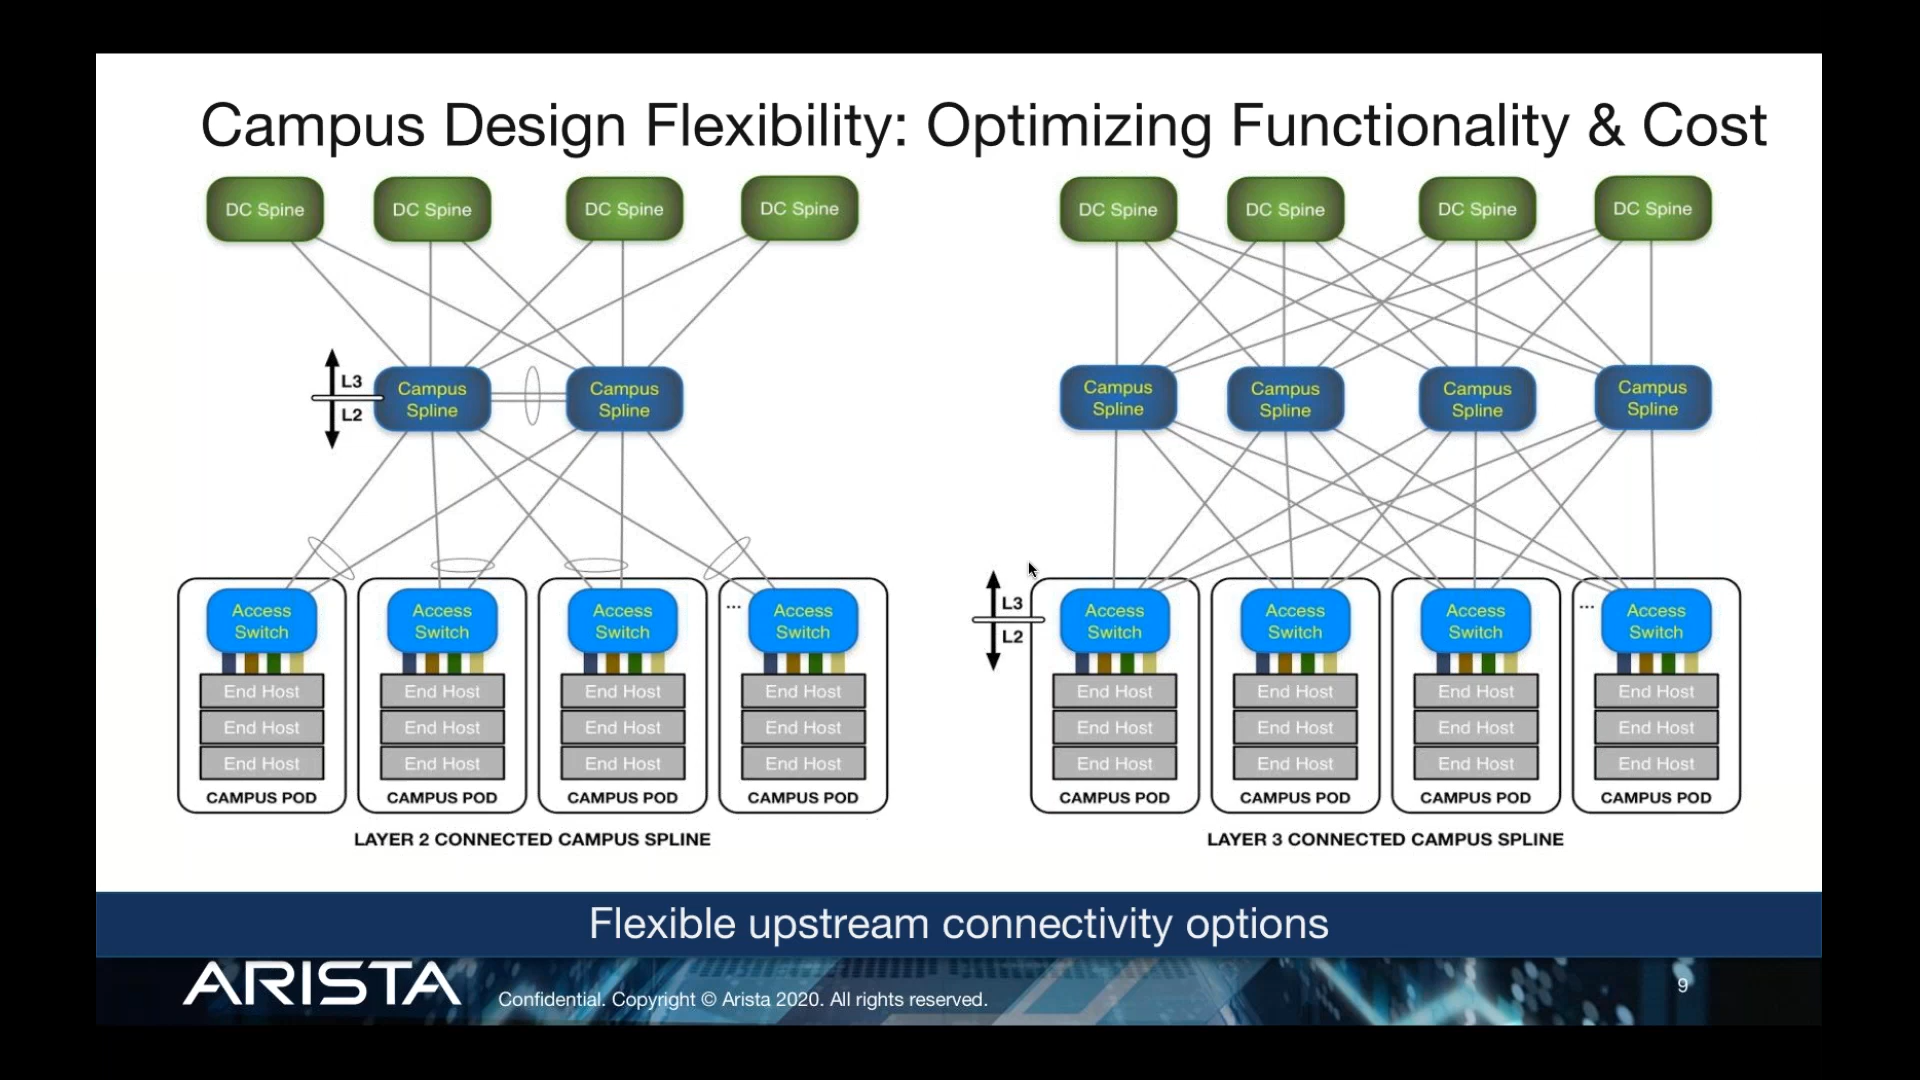 Campus Design Flexibility: Optimizing Functionality & Cost
DC Spine
DC Spine
DC Spine
DC Spine
L3
L2
Campus
Spline
Campus
Spline
Access
Switch
Access
Switch
Access
Switch
...
Access
Switch
End Host
End Host
End Host
End Host
End Host
End Host
End Host
End Host
End Host
End Host
End Host
End Host
CAMPUS POD
CAMPUS POD
CAMPUS POD
CAMPUS POD
LAYER 2 CONNECTED CAMPUS SPLINE
DC Spine
DC Spine
DC Spine
DC Spine
Campus
Spline
Campus
Spline
Campus
Spline
Campus
Spline
L3
L2
Access
Switch
Access
Switch
Access
Switch
...
Access
Switch
End Host
End Host
End Host
End Host
End Host
End Host
End Host
End Host
End Host
End Host
End Host
End Host
CAMPUS POD
CAMPUS POD
CAMPUS POD
CAMPUS POD
LAYER 3 CONNECTED CAMPUS SPLINE
Flexible upstream connectivity options
ARISTA
Confidential. Copyright © Arista 2020. All rights reserved.
9